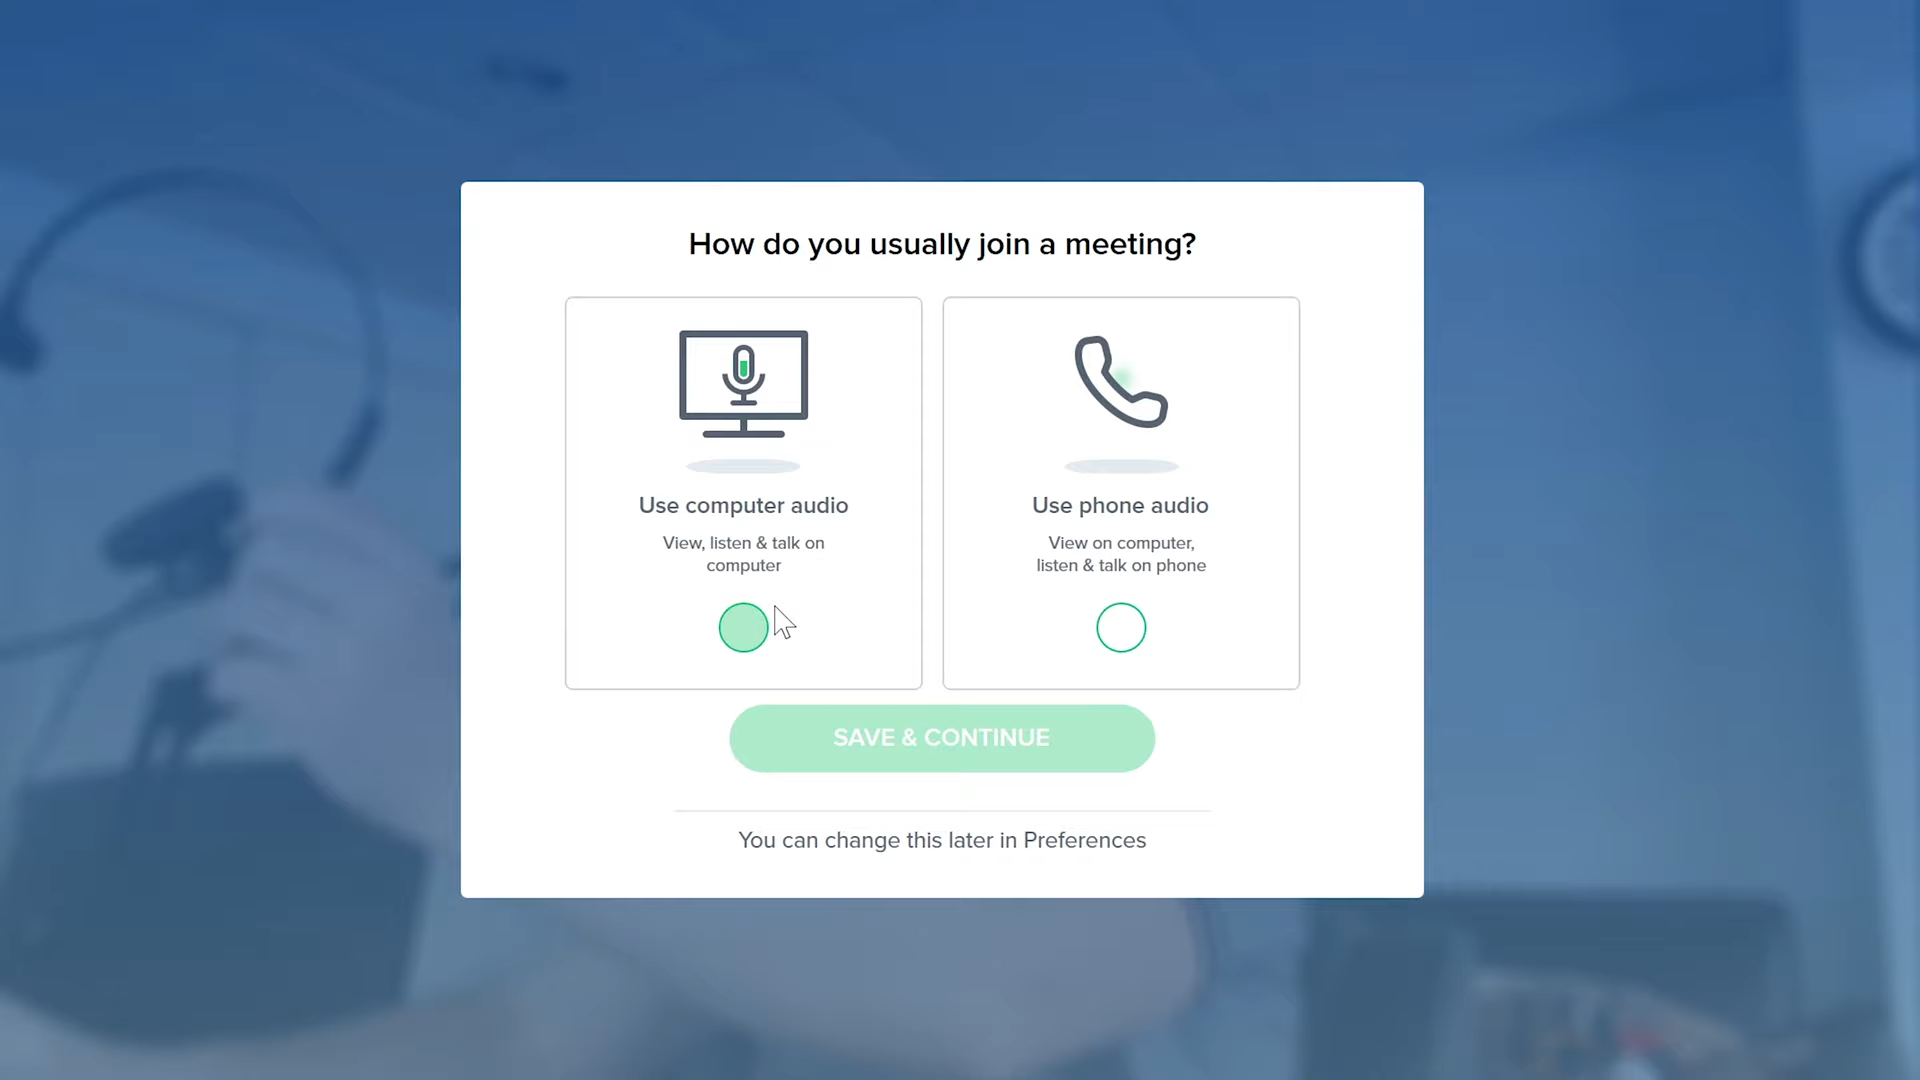 How do you usually join a meeting?
Use computer audio
View, listen & talk on
computer
Use phone audio
View on computer,
listen & talk on phone
SAVE & CONTINUE
You can change this later in Preferences